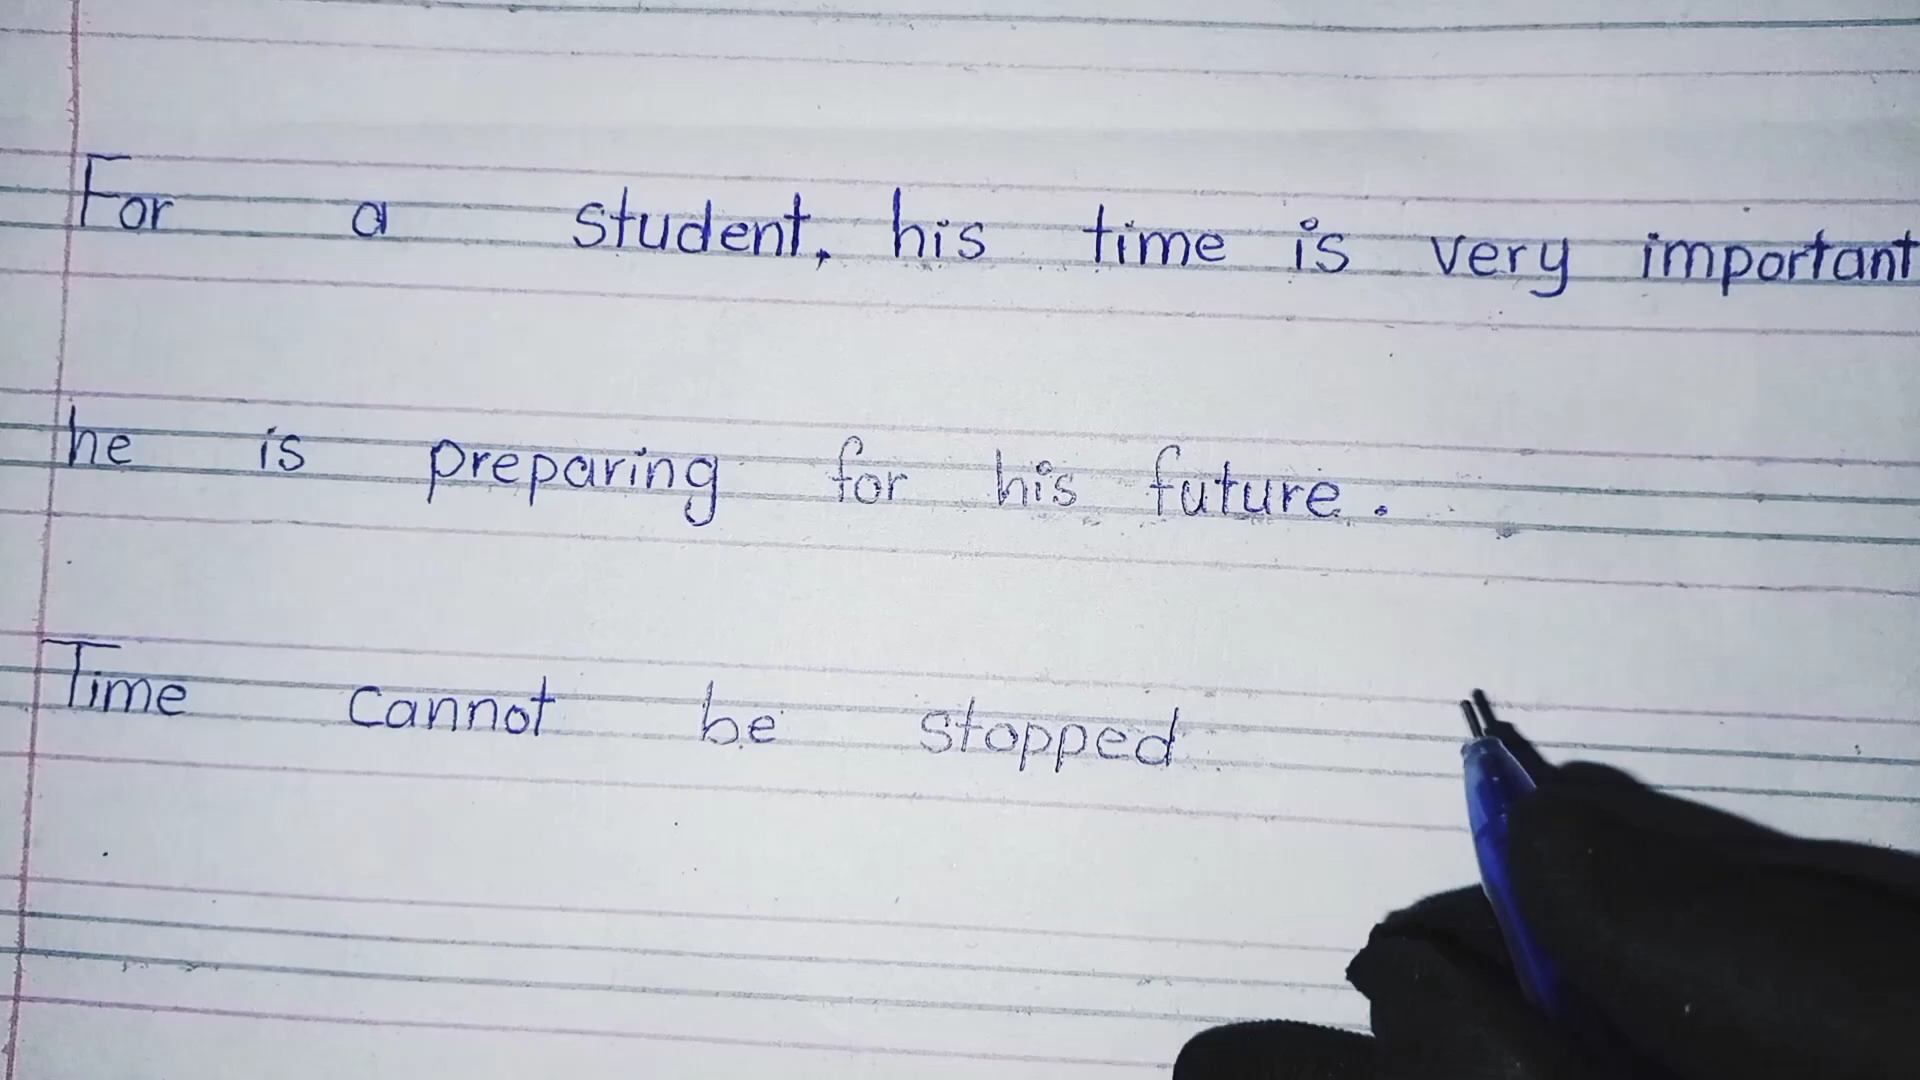 For a student, his time is very important
he is preparing for his future.
Time cannot be stopped